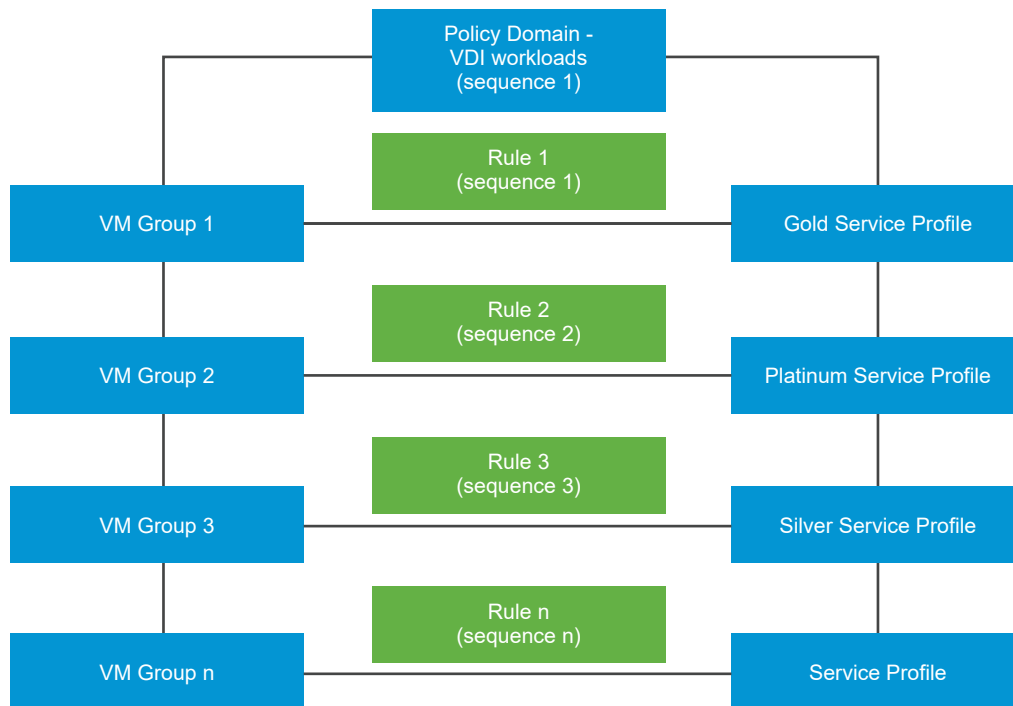 Policy Domain -
VDI workloads
(sequence 1)
Rule 1
(sequence 1)
VM Group 1
Gold Service Profile
Rule 2
(sequence 2)
VM Group 2
Platinum Service Profile
Rule 3
(sequence 3)
VM Group 3
Silver Service Profile
Rule n
(sequence n)
VM Group n
Service Profile